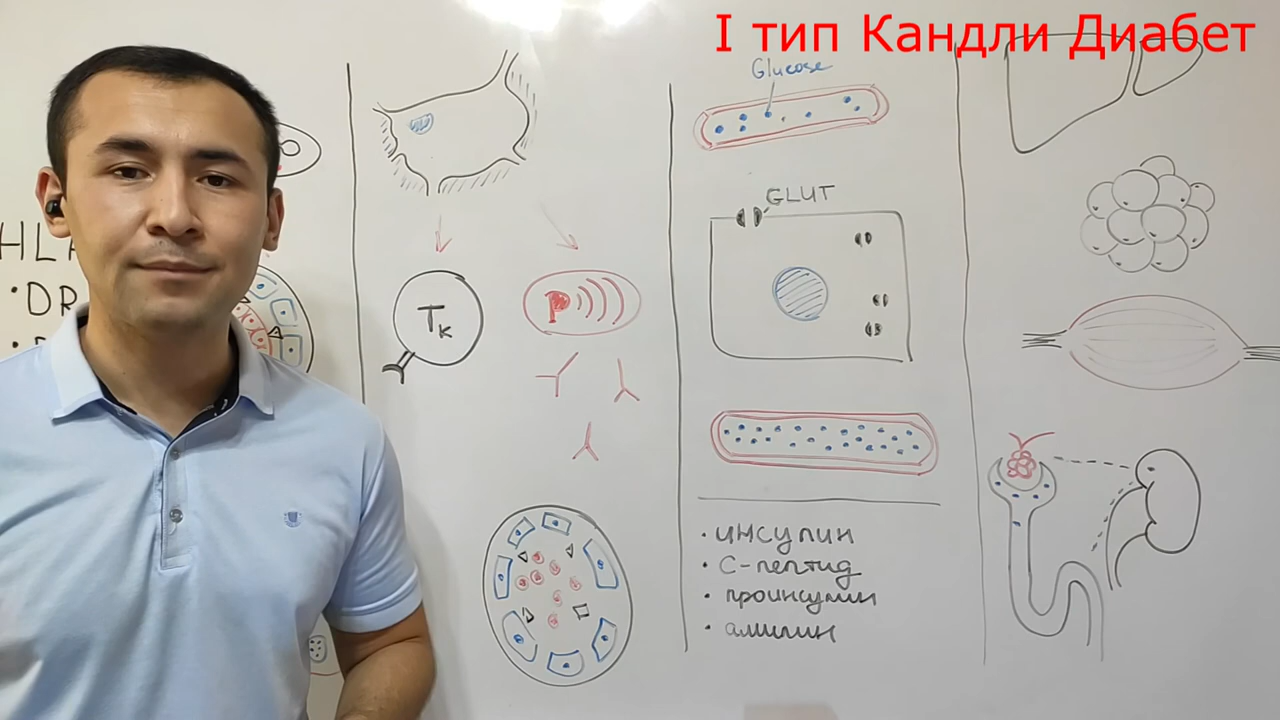 I тип Кандли Диабет
Glucose
GLUT
HLA
• DR
Tк
P
• инсулин
• С-пептид
• проинсулин
• амилин